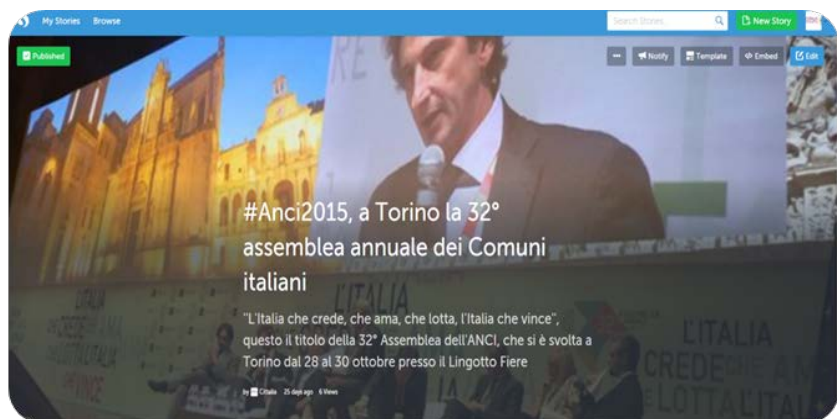 My Stories Browse
Search Stories
New Story
Published
Notify
Template
Embed
Edit
#Anci2015, a Torino la 32°
assemblea annuale dei Comuni
italiani
"L'Italia che crede, che ama, che lotta, l'Italia che vince",
questo il titolo della 32° Assemblea dell'ANCI, che si è svolta a
Torino dal 28 al 30 ottobre presso il Lingotto Fiere
by Cittalia 25 days ago 6 Views
L'ITALIA
L'ITALIA
CHE
VINCE
L'ITALIA